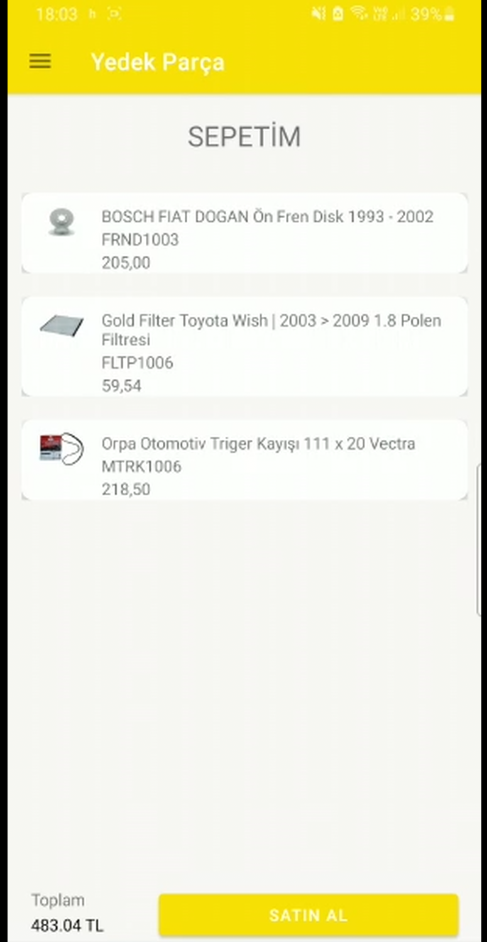 18:03 h
39%
Yedek Parça
SEPETİM
BOSCH FIAT DOGAN Ön Fren Disk 1993 - 2002
FRND1003
205,00
Gold Filter Toyota Wish | 2003 > 2009 1.8 Polen
Filtresi
FLTP1006
59,54
Orpa Otomotiv Triger Kayışı 111 x 20 Vectra
MTRK1006
218,50
Toplam
483.04 TL
SATIN AL